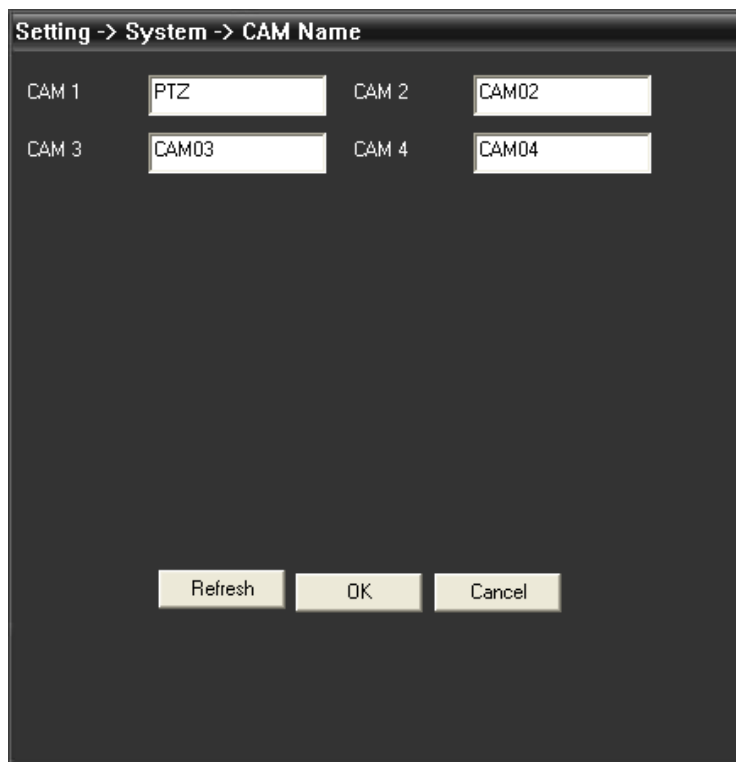 Setting -> System -> CAM Name
CAM 1 PTZ CAM 2 CAM02
CAM 3 CAM03 CAM 4 CAM04
Refresh OK Cancel